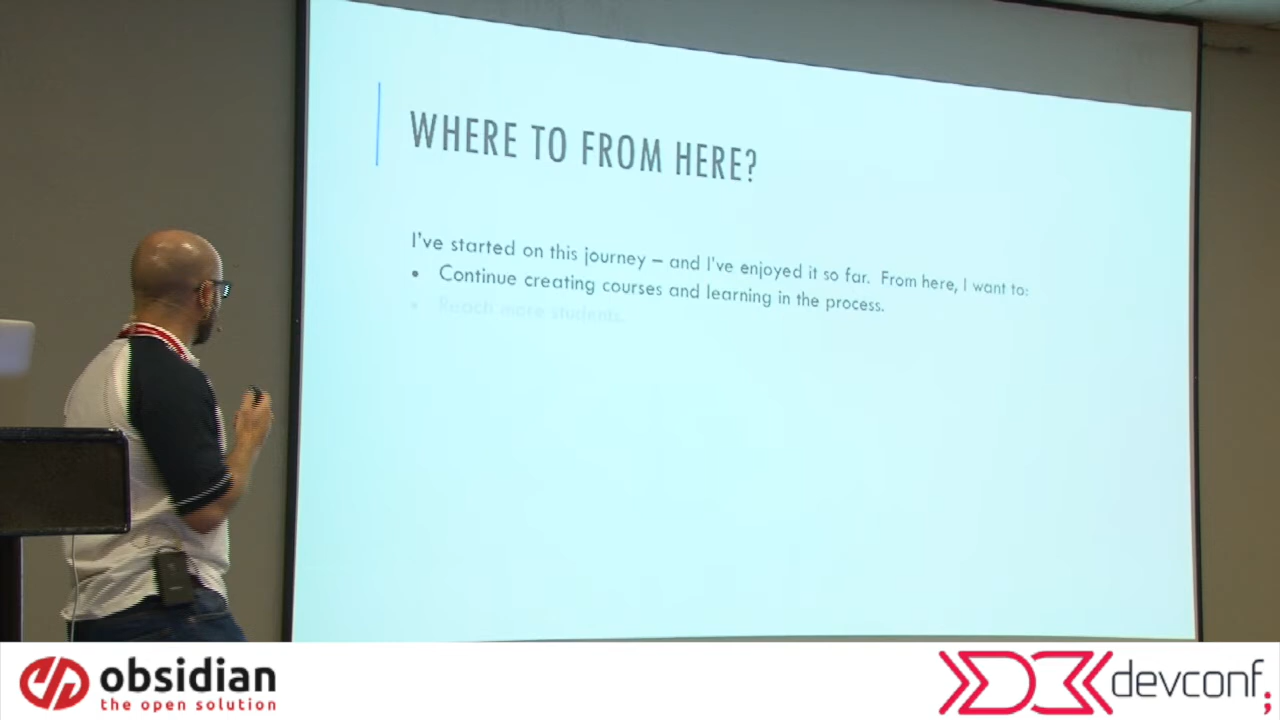 WHERE TO FROM HERE?
I've started on this journey – and I've enjoyed it so far. From here, I want to:
• Continue creating courses and learning in the process.
• Reach more students.
obsidian
the open solution
devconf;